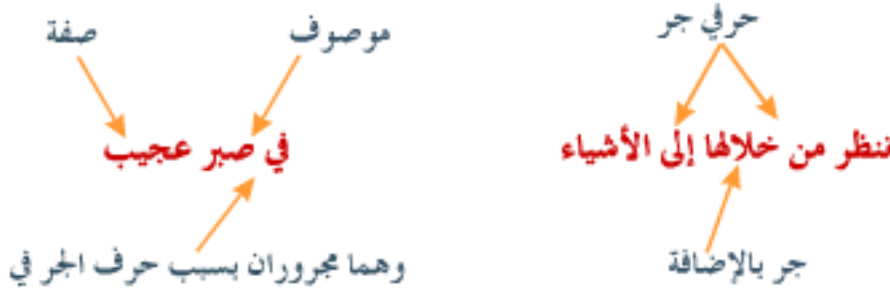 حرفي جر
ننظر من خلالها إلى الأشياء
جر بالإضافة
موصوف
صفة
في صبر عجيب
وهما مجروران بسبب حرف الجر في